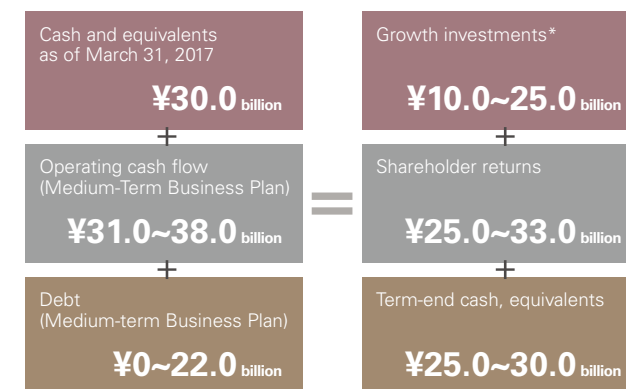 Cash and equivalents
as of March 31, 2017
¥30.0 billion
+
Operating cash flow
(Medium-Term Business Plan)
¥31.0~38.0 billion
+
Debt
(Medium-term Business Plan)
¥0~22.0 billion
=
Growth investments*
¥10.0~25.0 billion
+
Shareholder returns
¥25.0~33.0 billion
+
Term-end cash, equivalents
¥25.0~30.0 billion